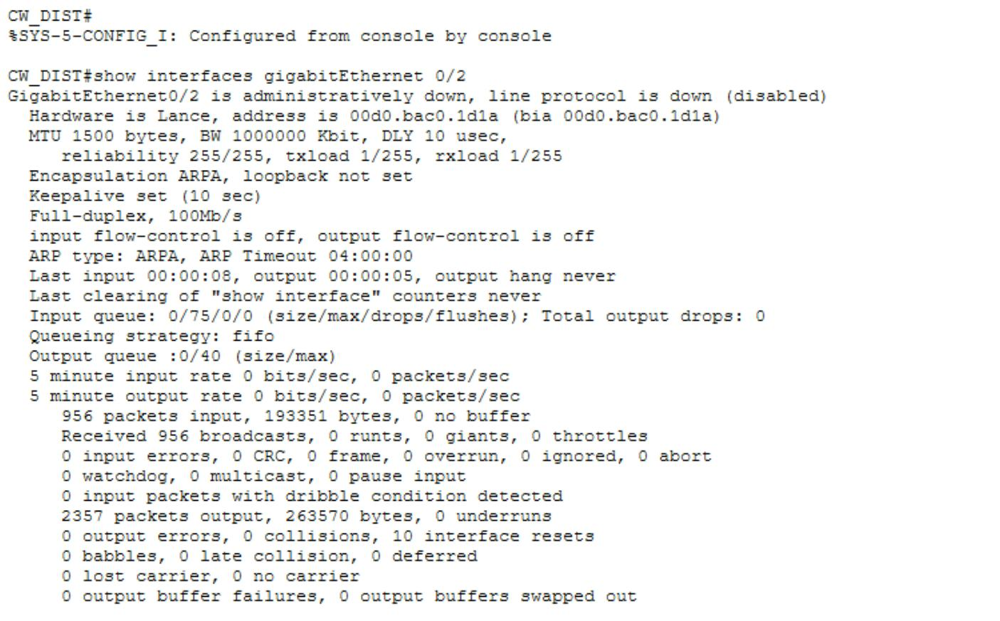 CW_DIST#
%SYS-5-CONFIG_I: Configured from console by console
CW_DIST#show interfaces gigabitEthernet 0/2
GigabitEthernet0/2 is administratively down, line protocol is down (disabled)
Hardware is Lance, address is 00d0.bac0.1d1a (bia 00d0.bac0.1d1a)
MTU 1500 bytes, BW 1000000 Kbit, DLY 10 usec,
reliability 255/255, txload 1/255, rxload 1/255
Encapsulation ARPA, loopback not set
Keepalive set (10 sec)
Full-duplex, 100Mb/s
input flow-control is off, output flow-control is off
ARP type: ARPA, ARP Timeout 04:00:00
Last input 00:00:08, output 00:00:05, output hang never
Last clearing of "show interface" counters never
Input queue: 0/75/0/0 (size/max/drops/flushes); Total output drops: 0
Queueing strategy: fifo
Output queue :0/40 (size/max)
5 minute input rate 0 bits/sec, 0 packets/sec
5 minute output rate 0 bits/sec, 0 packets/sec
956 packets input, 193351 bytes, 0 no buffer
Received 956 broadcasts, 0 runts, 0 giants, 0 throttles
0 input errors, 0 CRC, 0 frame, 0 overrun, 0 ignored, 0 abort
0 watchdog, 0 multicast, 0 pause input
0 input packets with dribble condition detected
2357 packets output, 263570 bytes, 0 underruns
0 output errors, 0 collisions, 10 interface resets
0 babbles, 0 late collision, 0 deferred
0 lost carrier, 0 no carrier
0 output buffer failures, 0 output buffers swapped out